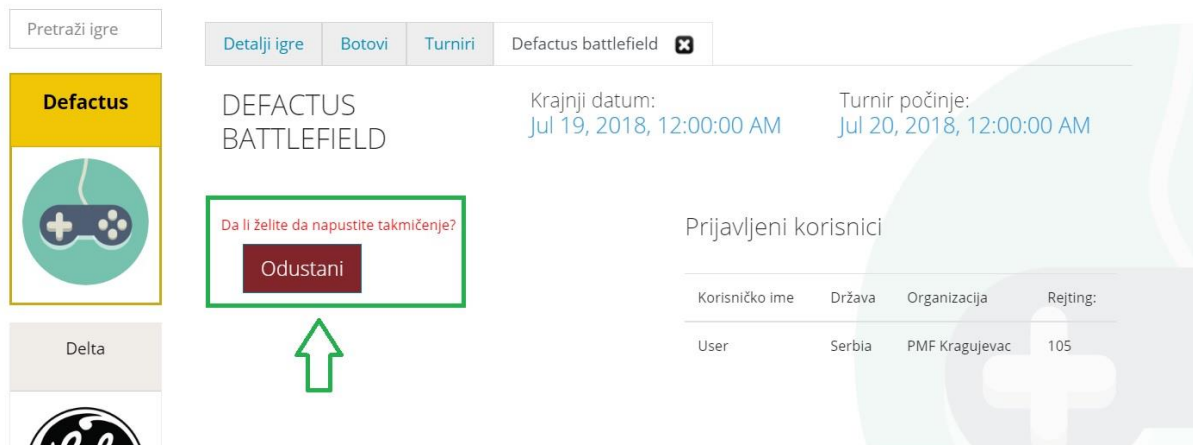 Pretraži igre
Detalji igre Botovi Turniri Defactus battlefield
Defactus
DEFACTUS
BATTLEFIELD
Krajnji datum:
Jul 19, 2018, 12:00:00 AM
Turnir počinje:
Jul 20, 2018, 12:00:00 AM
Da li želite da napustite takmičenje?
Odustani
Prijavljeni korisnici
Korisničko ime Država Organizacija Rejting:
User Serbia PMF Kragujevac 105
Delta